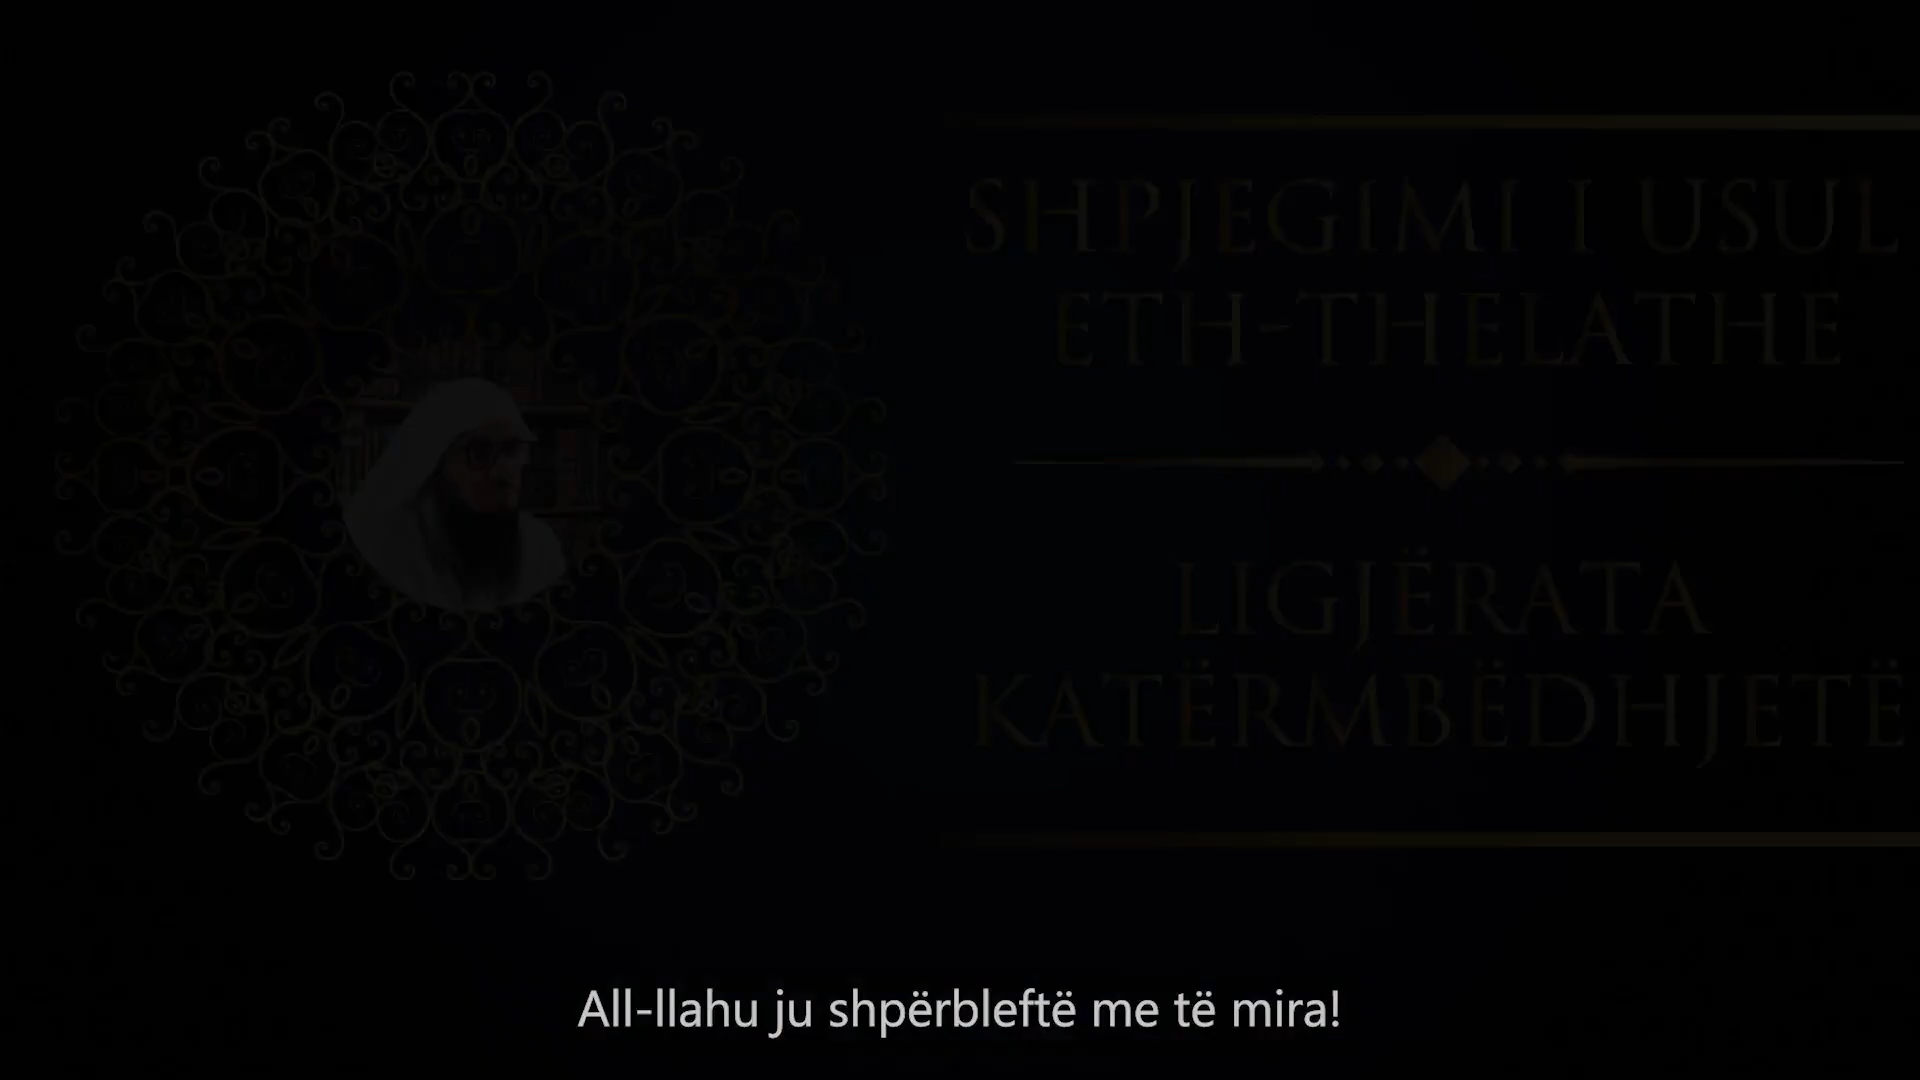 SHPJEGIMI I USUL
ETH-THELATHE
LIGJËRATA
KATËRMBËDHJETË
All-llahu ju shpërbleftë me të mira!